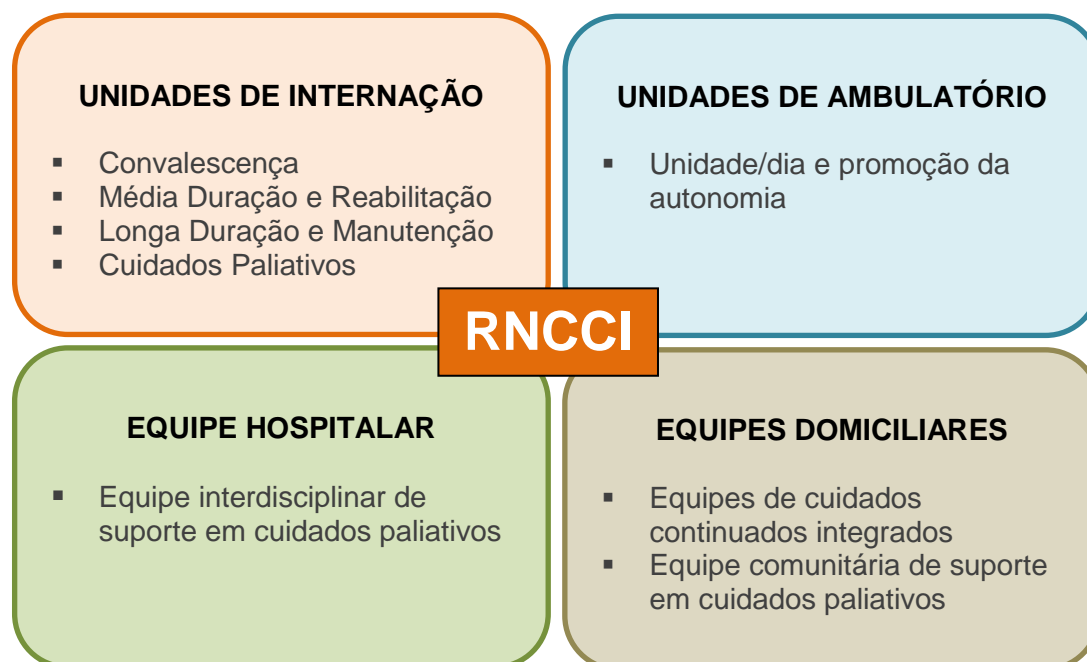 UNIDADES DE INTERNAÇÃO
▪ Convalescença
▪ Média Duração e Reabilitação
▪ Longa Duração e Manutenção
▪ Cuidados Paliativos
UNIDADES DE AMBULATÓRIO
▪ Unidade/dia e promoção da
autonomia
RNCCI
EQUIPE HOSPITALAR
▪ Equipe interdisciplinar de
suporte em cuidados paliativos
EQUIPES DOMICILIARES
▪ Equipes de cuidados
continuados integrados
▪ Equipe comunitária de suporte
em cuidados paliativos